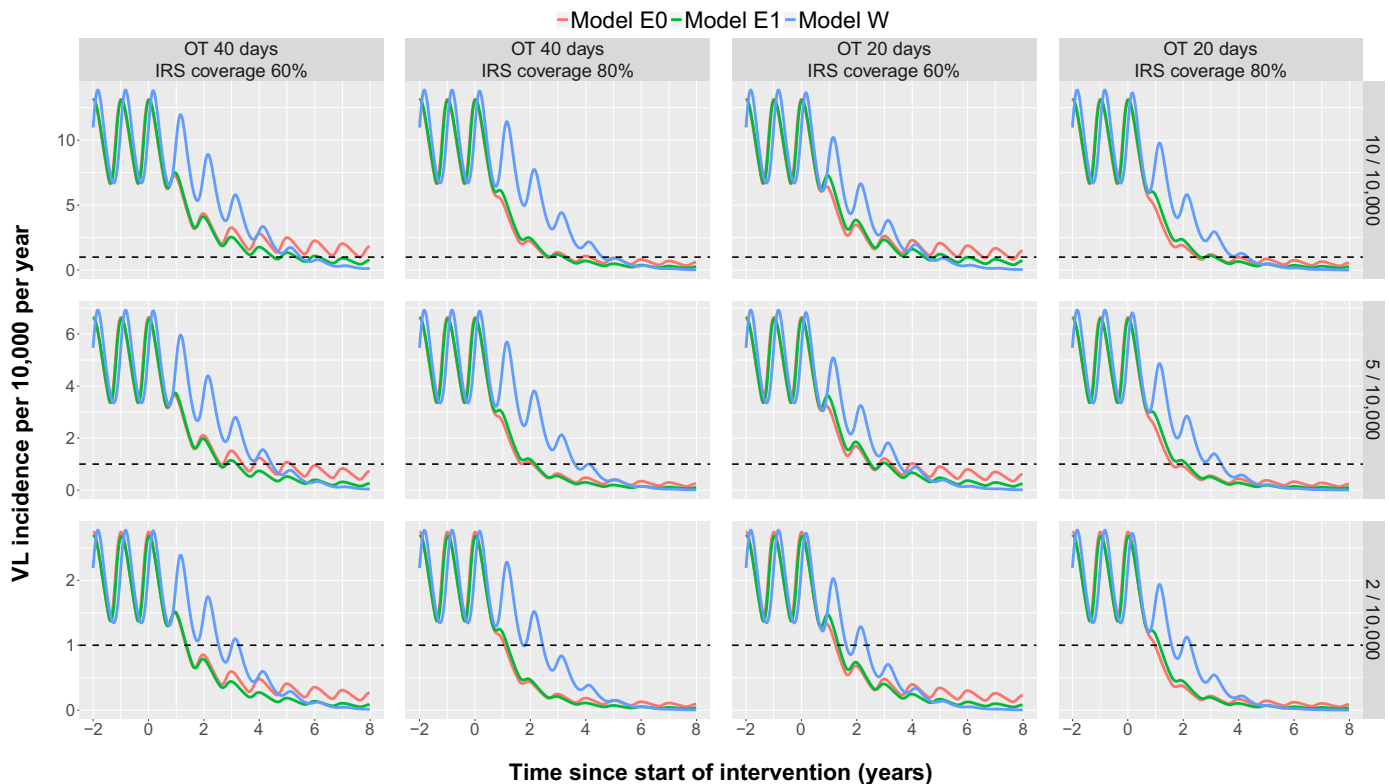 Model E0 Model E1 Model W
OT 40 days
IRS coverage 60%
OT 40 days
IRS coverage 80%
OT 20 days
IRS coverage 60%
OT 20 days
IRS coverage 80%
VL incidence per 10,000 per year
10
5
0
10 / 10,000
6
4
2
0
5 / 10,000
2
1
0
2 / 10,000
−2 0 2 4 6 8 −2 0 2 4 6 8 −2 0 2 4 6 8 −2 0 2 4 6 8
Time since start of intervention (years)